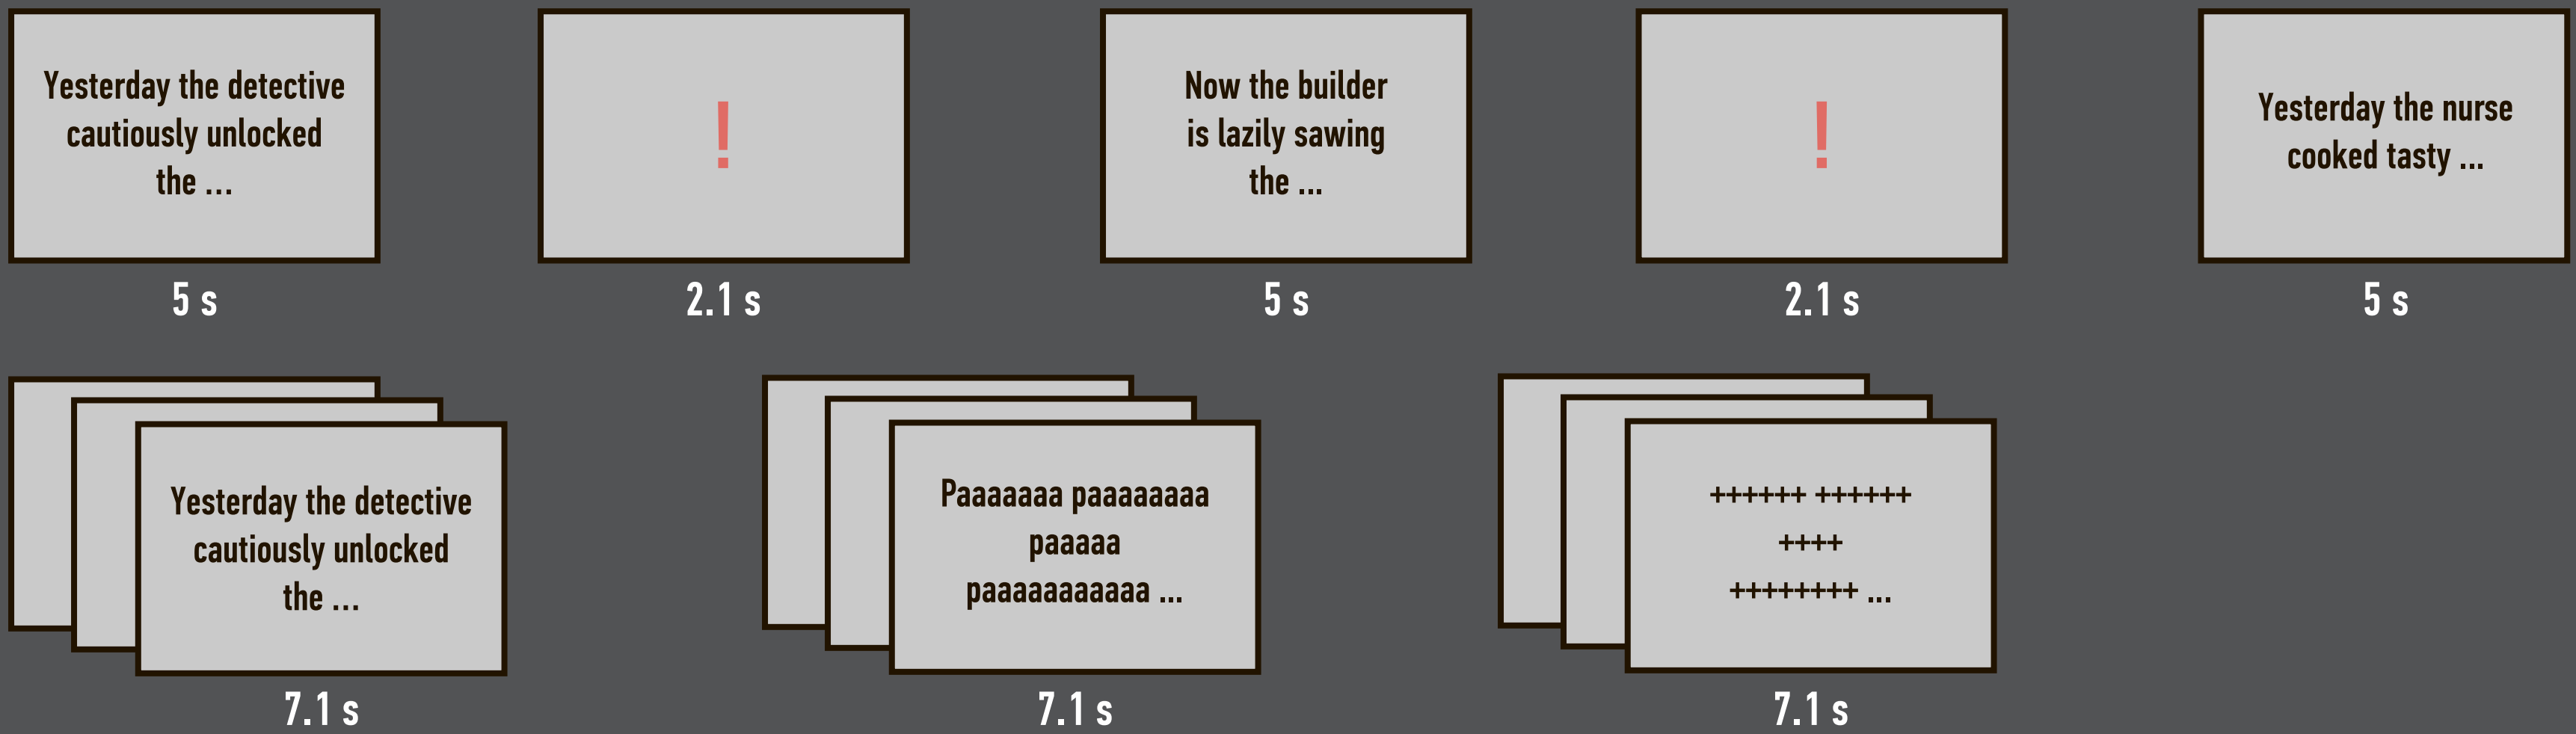 Yesterday the detective
cautiously unlocked
the ...
5 s
!
2.1 s
Now the builder
is lazily sawing
the ...
5 s
!
2.1 s
Yesterday the nurse
cooked tasty ...
5 s
Yesterday the detective
cautiously unlocked
the ...
7.1 s
Paaaaaaa paaaaaaaaa
paaaaa
paaaaaaaaaaaa ...
7.1 s
++++++ ++++++
++++
++++++++ ...
7.1 s